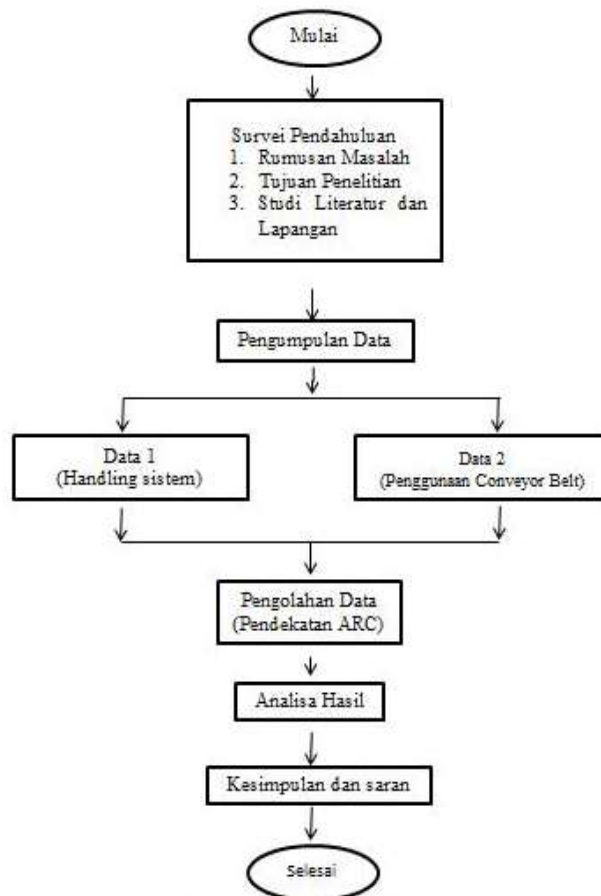 Mulai
Survei Pendahuluan
1. Rumusan Masalah
2. Tujuan Penelitian
3. Studi Literatur dan
Lapangan
Pengumpulan Data
Data 1
(Handling sistem)
Data 2
(Penggunaan Conveyor Belt)
Pengolahan Data
(Pendekatan ARC)
Analisa Hasil
Kesimpulan dan saran
Selesai